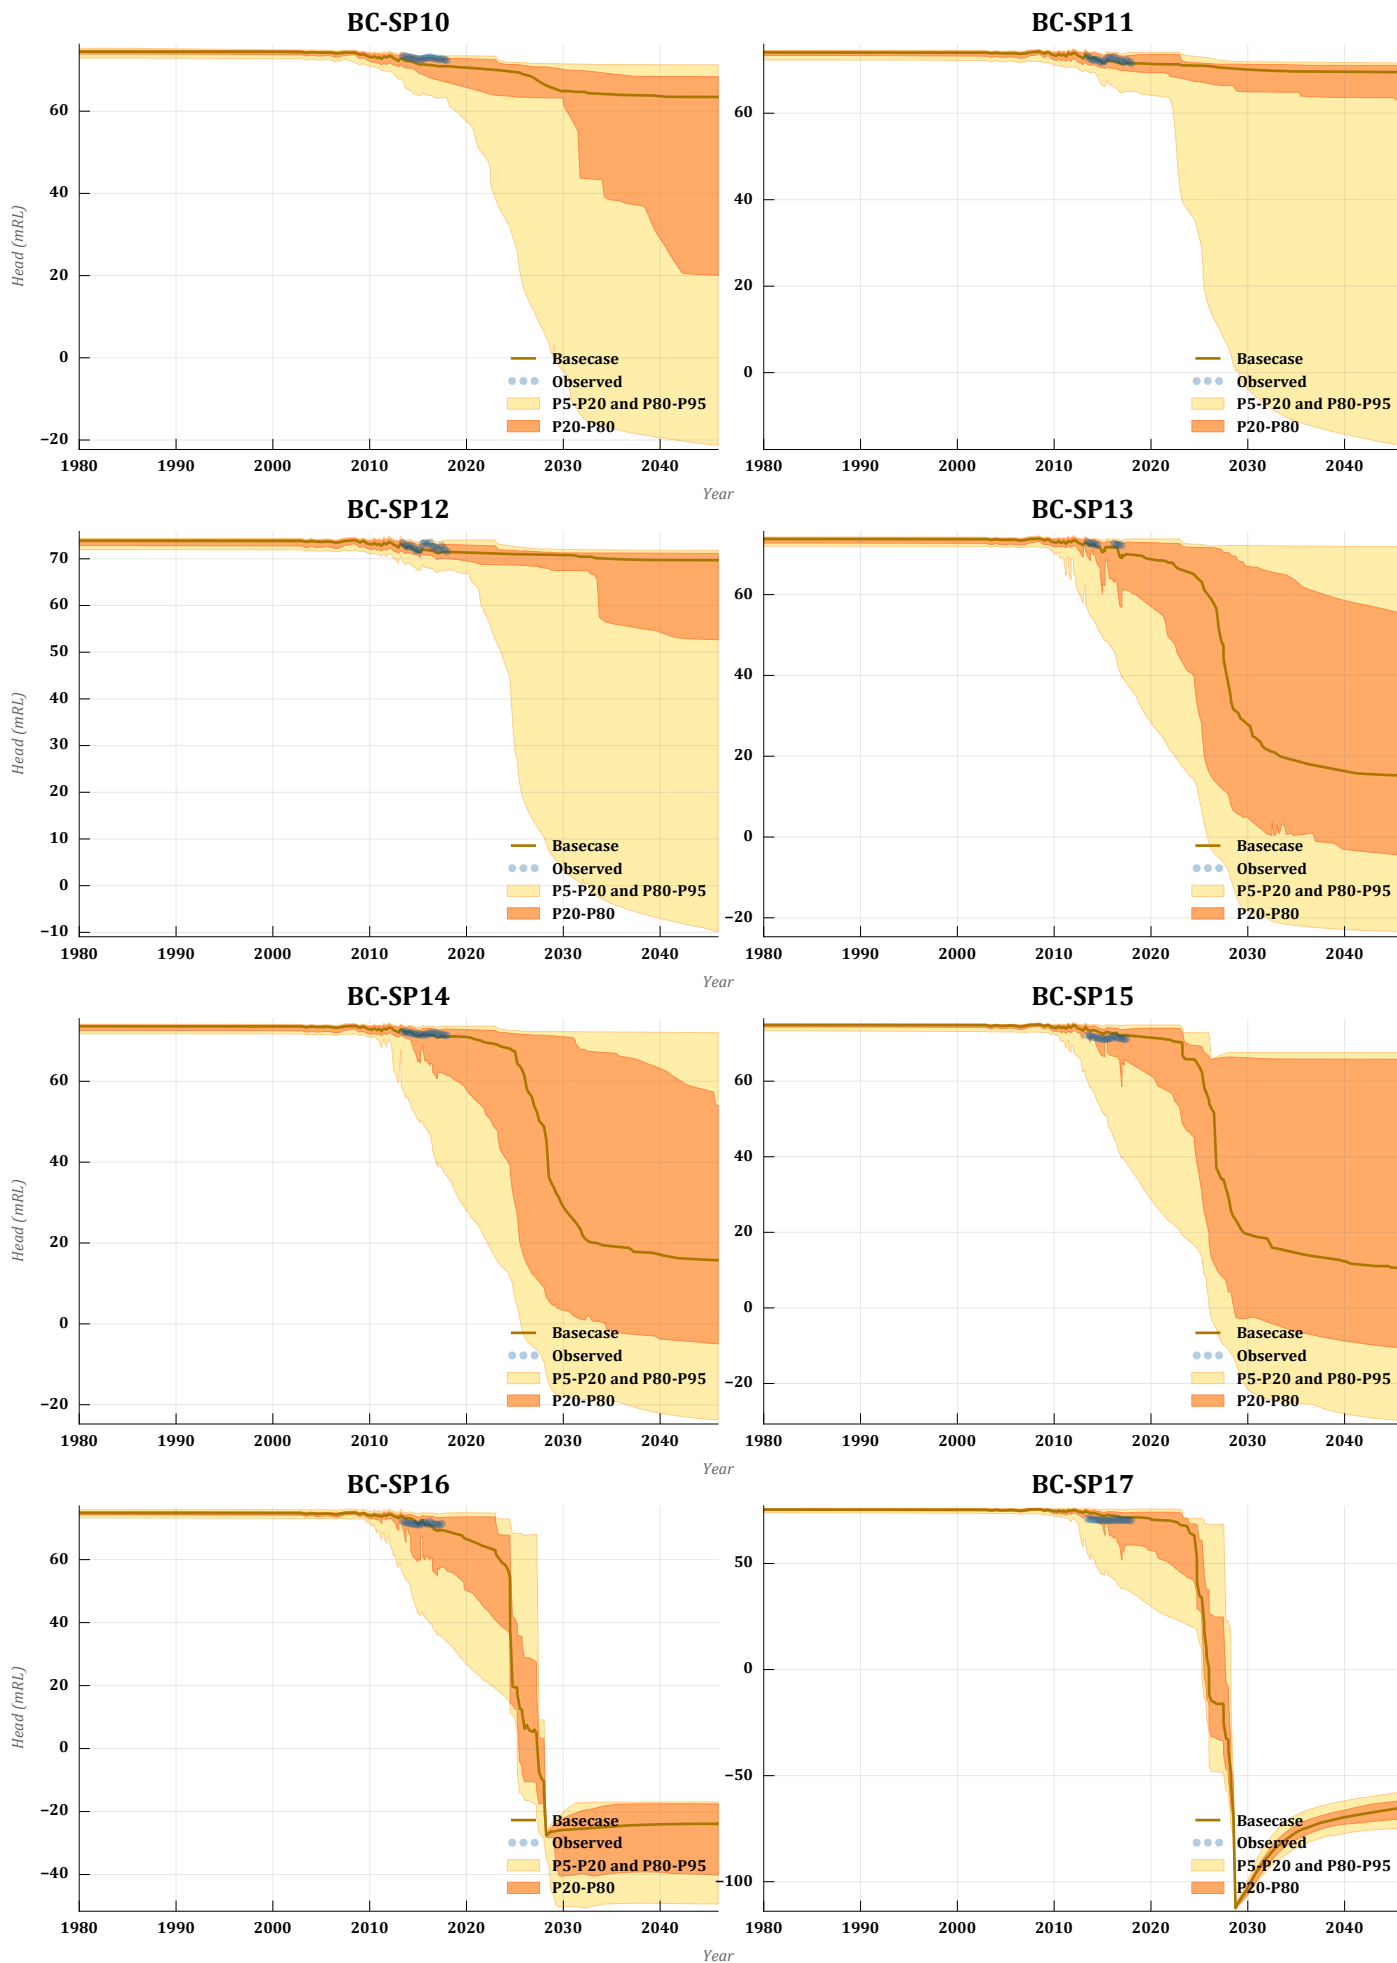 BC-SP10
BC-SP11
Head (mRL)
60
40
20
0
−20
60
40
20
0
Basecase
Observed
P5-P20 and P80-P95
P20-P80
Basecase
Observed
P5-P20 and P80-P95
P20-P80
1980 1990 2000 2010 2020 2030 2040
1980 1990 2000 2010 2020 2030 2040
Year
BC-SP12
BC-SP13
Head (mRL)
70
60
50
40
30
20
10
0
−10
60
40
20
0
−20
Basecase
Observed
P5-P20 and P80-P95
P20-P80
Basecase
Observed
P5-P20 and P80-P95
P20-P80
1980 1990 2000 2010 2020 2030 2040
1980 1990 2000 2010 2020 2030 2040
Year
BC-SP14
BC-SP15
Head (mRL)
60
40
20
0
−20
60
40
20
0
−20
Basecase
Observed
P5-P20 and P80-P95
P20-P80
Basecase
Observed
P5-P20 and P80-P95
P20-P80
1980 1990 2000 2010 2020 2030 2040
1980 1990 2000 2010 2020 2030 2040
Year
BC-SP16
BC-SP17
Head (mRL)
60
40
20
0
−20
−40
50
0
−50
−100
Basecase
Observed
P5-P20 and P80-P95
P20-P80
Basecase
Observed
P5-P20 and P80-P95
P20-P80
1980 1990 2000 2010 2020 2030 2040
1980 1990 2000 2010 2020 2030 2040
Year